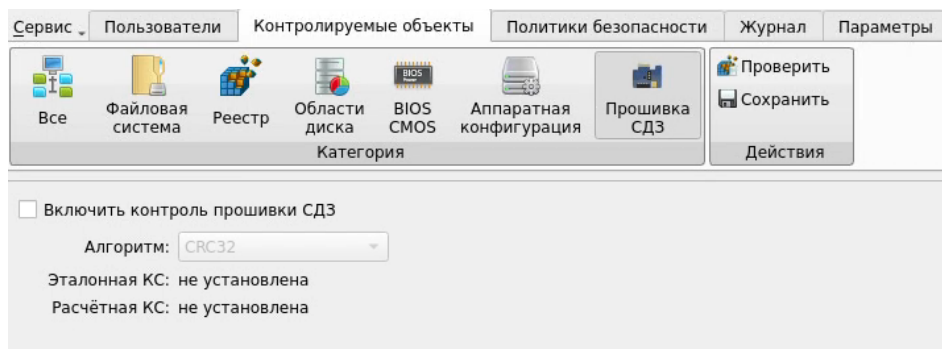 Сервис Пользователи Контролируемые объекты Политики безопасности Журнал Параметры
Все Файловая система Реестр Области диска BIOS BIOS CMOS Аппаратная конфигурация Прошивка СДЗ Проверить
Сохранить
Категория Действия
Включить контроль прошивки СДЗ
Алгоритм: CRC32
Эталонная КС: не установлена
Расчётная КС: не установлена